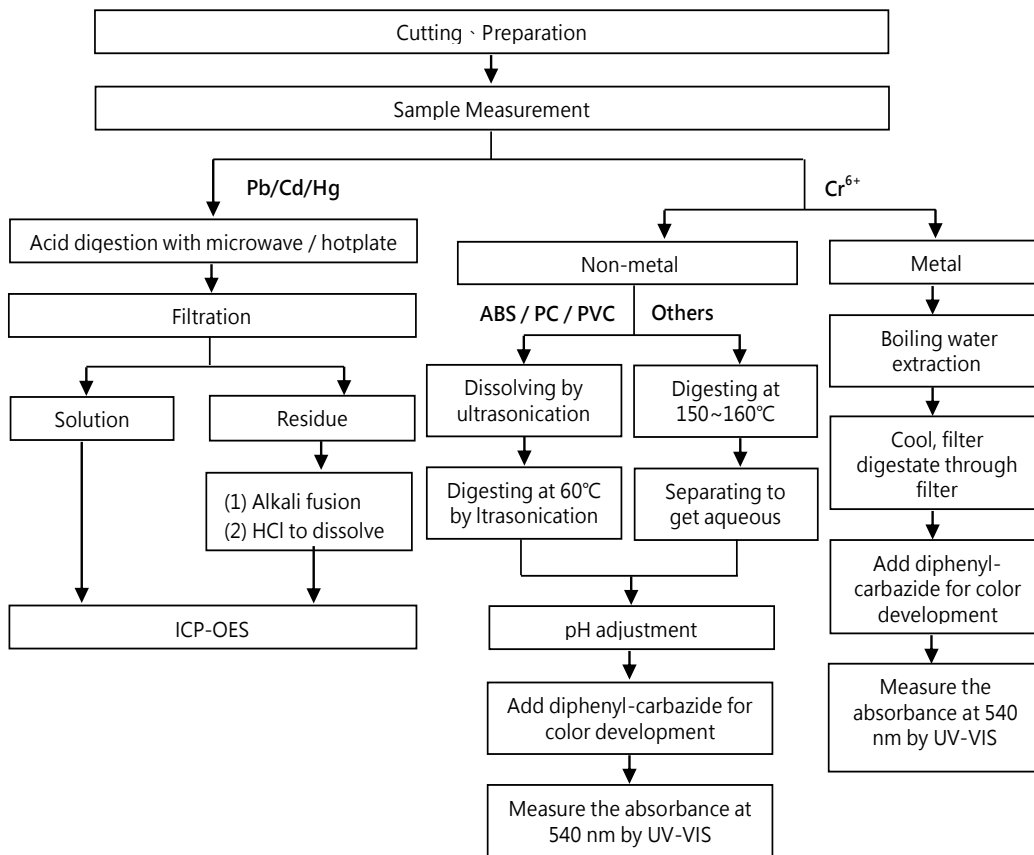 Cutting、Preparation
Sample Measurement
Pb/Cd/Hg
Cr⁶⁺
Acid digestion with microwave / hotplate
Filtration
Solution
Residue
(1) Alkali fusion
(2) HCl to dissolve
ICP-OES
Non-metal
ABS / PC / PVC
Others
Dissolving by
ultrasonication
Digesting at
150~160℃
Digesting at 60℃
by ltrasonication
Separating to
get aqueous
pH adjustment
Add diphenyl-carbazide for
color development
Measure the absorbance at
540 nm by UV-VIS
Metal
Boiling water
extraction
Cool, filter
digestate through
filter
Add diphenyl-
carbazide for color
development
Measure the
absorbance at 540
nm by UV-VIS